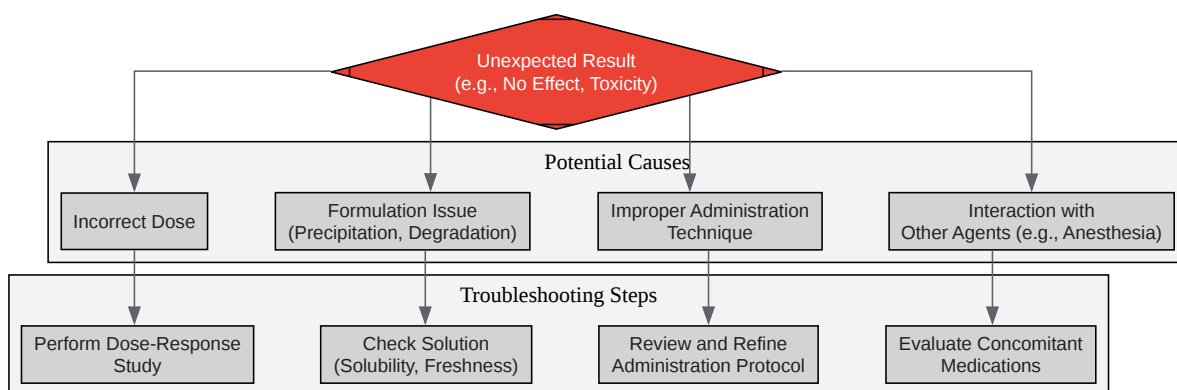 Unexpected Result
(e.g., No Effect, Toxicity)
Potential Causes
Incorrect Dose
Formulation Issue
(Precipitation, Degradation)
Improper Administration
Technique
Interaction with
Other Agents (e.g., Anesthesia)
Troubleshooting Steps
Perform Dose-Response
Study
Check Solution
(Solubility, Freshness)
Review and Refine
Administration Protocol
Evaluate Concomitant
Medications